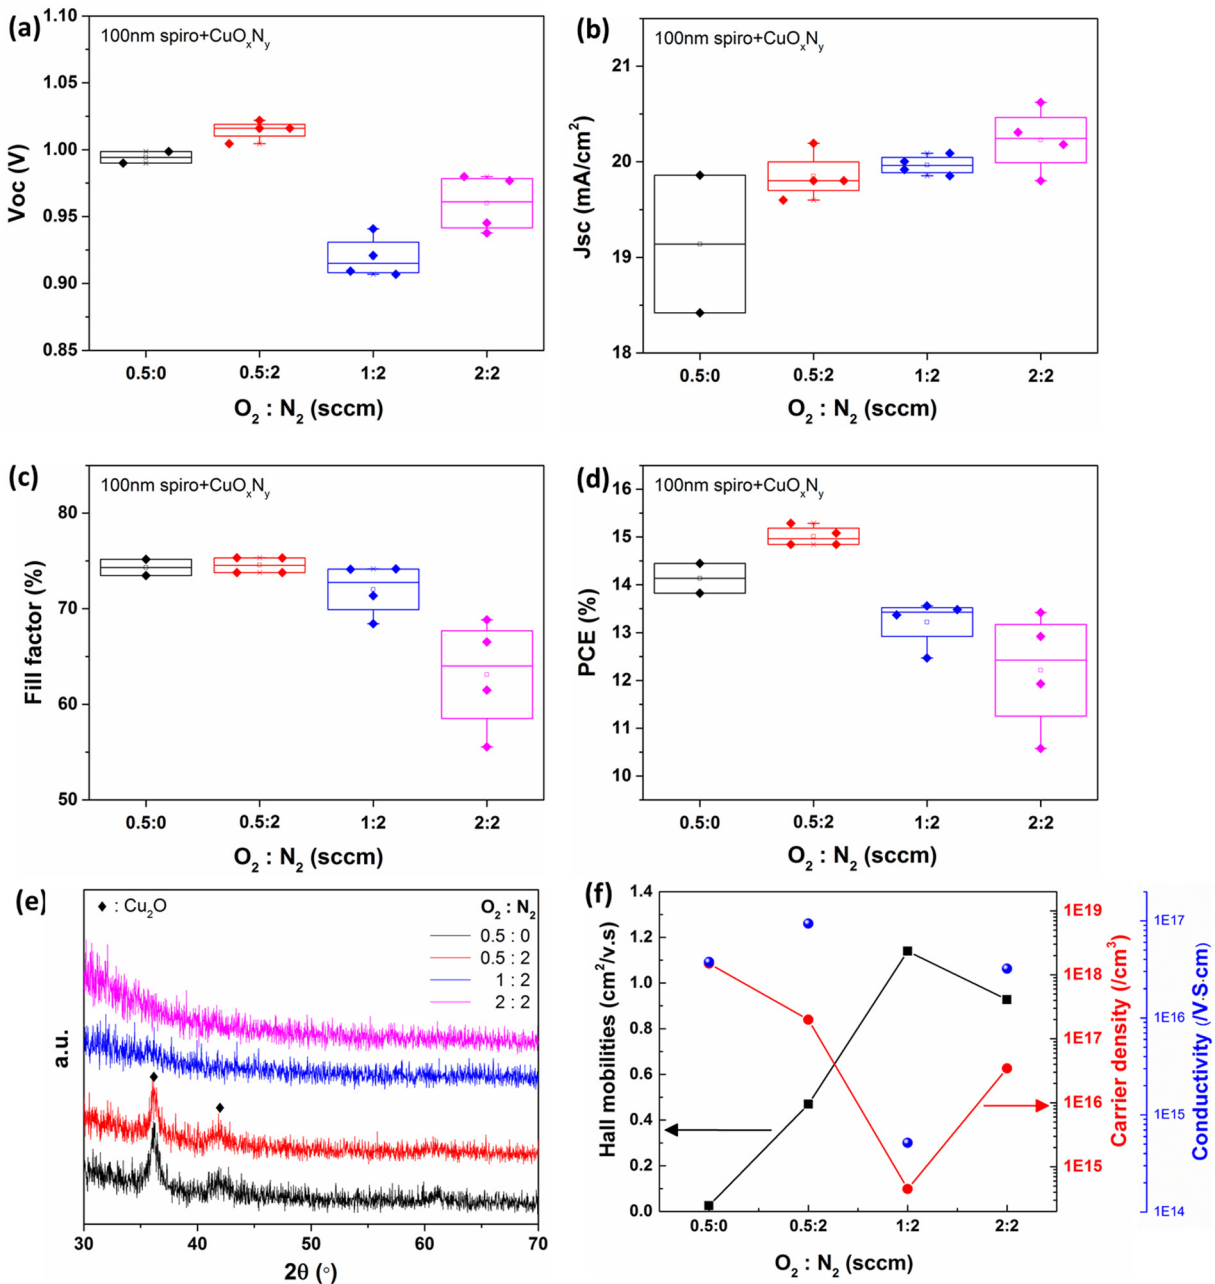 (a)
100nm spiro+CuOxNy
Voc (V)
1.10
1.05
1.00
0.95
0.90
0.85
0.5:0 0.5:2 1:2 2:2
O2 : N2 (sccm)
(b)
100nm spiro+CuOxNy
Jsc (mA/cm2)
21
20
19
18
0.5:0 0.5:2 1:2 2:2
O2 : N2 (sccm)
(c)
100nm spiro+CuOxNy
Fill factor (%)
80
70
60
50
0.5:0 0.5:2 1:2 2:2
O2 : N2 (sccm)
(d)
100nm spiro+CuOxNy
PCE (%)
16
15
14
13
12
11
10
0.5:0 0.5:2 1:2 2:2
O2 : N2 (sccm)
(e)
♦ : Cu2O
O2 : N2
0.5 : 0
0.5 : 2
1 : 2
2 : 2
a.u.
30 40 50 60 70
2θ (°)
(f)
Hall mobilities (cm2/v.s)
1.4
1.2
1.0
0.8
0.6
0.4
0.2
0.0
0.5:0 0.5:2 1:2 2:2
O2 : N2 (sccm)
1E19
1E18
1E17
1E16
1E15
Carrier density (/cm3)
1E17
1E16
1E15
1E14
Conductivity (/V·S·cm)